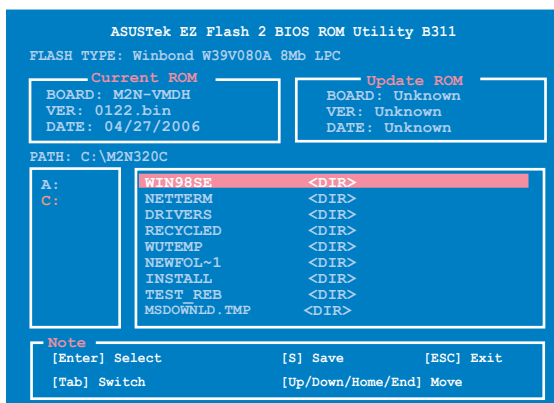 ASUSTek EZ Flash 2 BIOS ROM Utility B311
FLASH TYPE: Winbond W39V080A 8Mb LPC
Current ROM
BOARD: M2N-VMDH
VER: 0122.bin
DATE: 04/27/2006
Update ROM
BOARD: Unknown
VER: Unknown
DATE: Unknown
PATH: C:\M2N320C
A:
C:
WIN98SE <DIR>
NETTERM <DIR>
DRIVERS <DIR>
RECYCLED <DIR>
WUTEMP <DIR>
NEWFOL~1 <DIR>
INSTALL <DIR>
TEST_REB <DIR>
MSDOWNLD.TMP <DIR>
Note
[Enter] Select [S] Save [ESC] Exit
[Tab] Switch [Up/Down/Home/End] Move